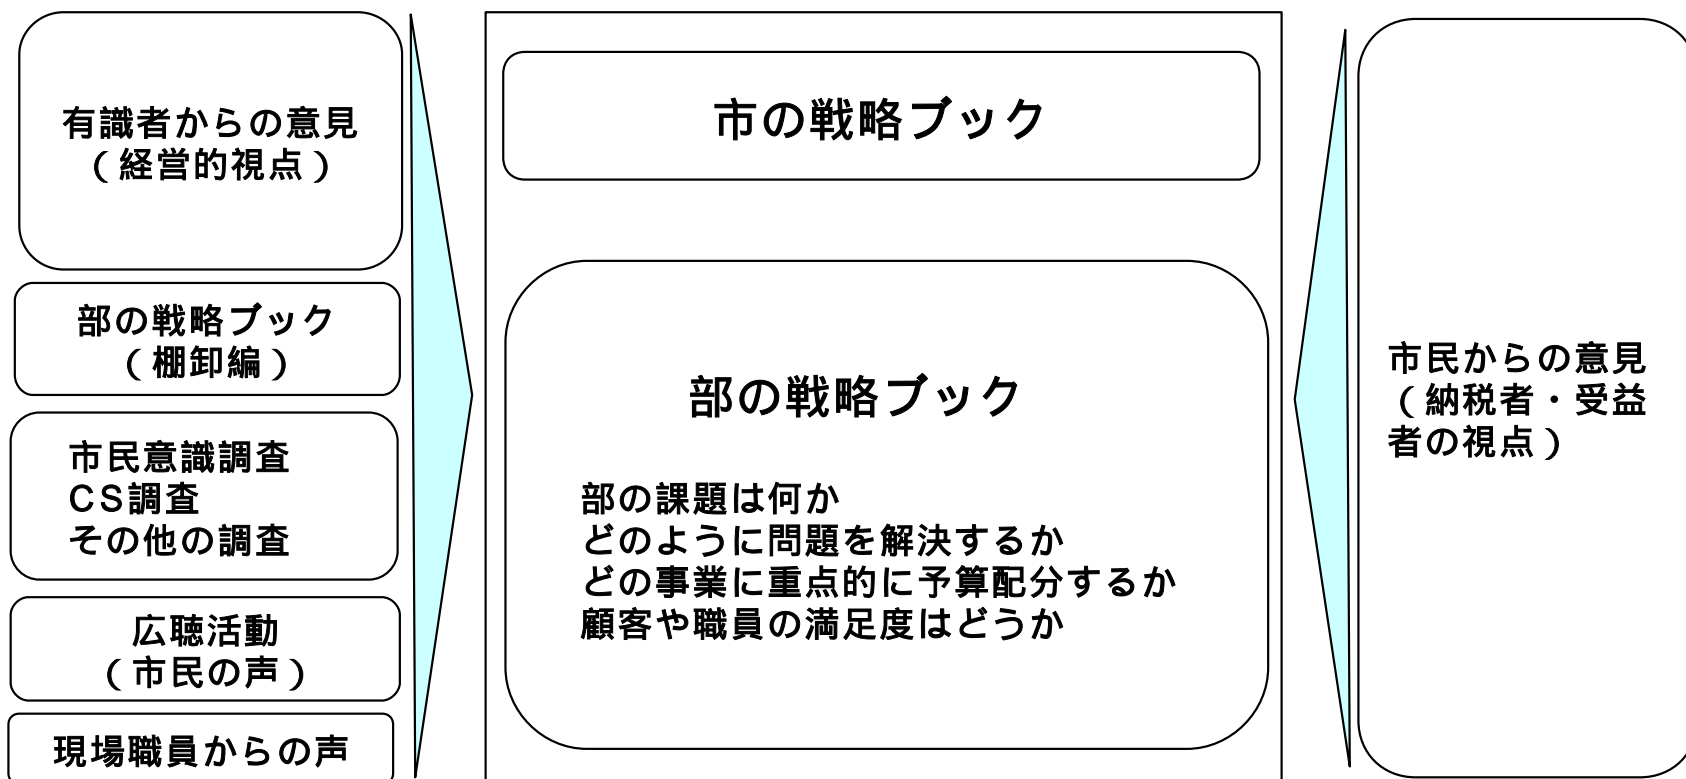 有識者からの意見
（経営的視点）
部の戦略ブック
（棚卸編）
市民意識調査
CS調査
その他の調査
広聴活動
（市民の声）
現場職員からの声
市の戦略ブック
部の戦略ブック
部の課題は何か
どのように問題を解決するか
どの事業に重点的に予算配分するか
顧客や職員の満足度はどうか
市民からの意見
（納税者・受益
者の視点）